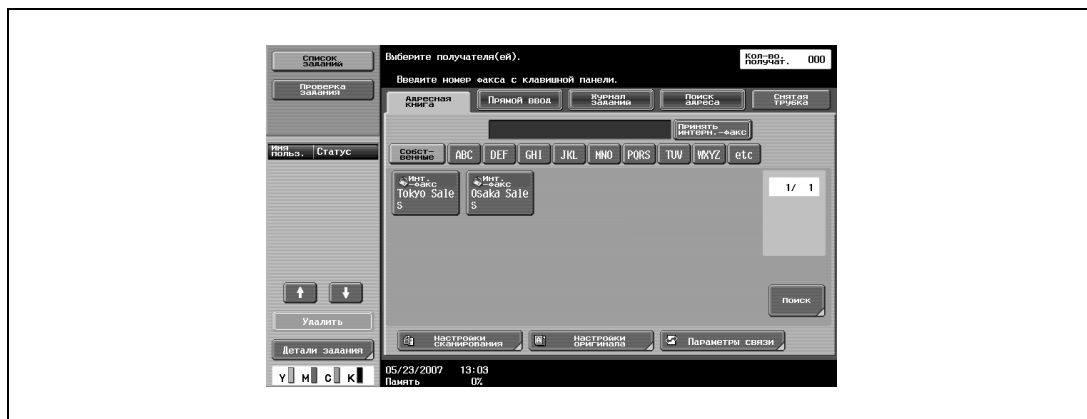 Список
заданий
Проверка
задания
Имя
польз.
Статус
Удалить
Детали задания
Y M C K
Выберите получателя(ей).
Кол-во.
получат.
000
Введите номер факса с клавишной панели.
Адресная
книга
Прямой ввод
Журнал
заданий
Поиск
адреса
Снятая
трубка
Принять
интерн.-факс
Собст-
венные
ABC
DEF
GHI
JKL
MNO
PQRS
TUV
WXYZ
etc
Инт.
-факс
Tokyo Sale
s
Инт.
-факс
Osaka Sale
s
1/ 1
Поиск
Настройки
сканирования
Настройки
оригинала
Параметры связи
05/23/2007 13:03
Память 0%